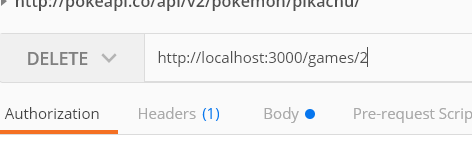 http://pokeapi.co/api/v2/pokemon/pikachu/
DELETE http://localhost:3000/games/2
Authorization Headers (1) Body Pre-request Scrip